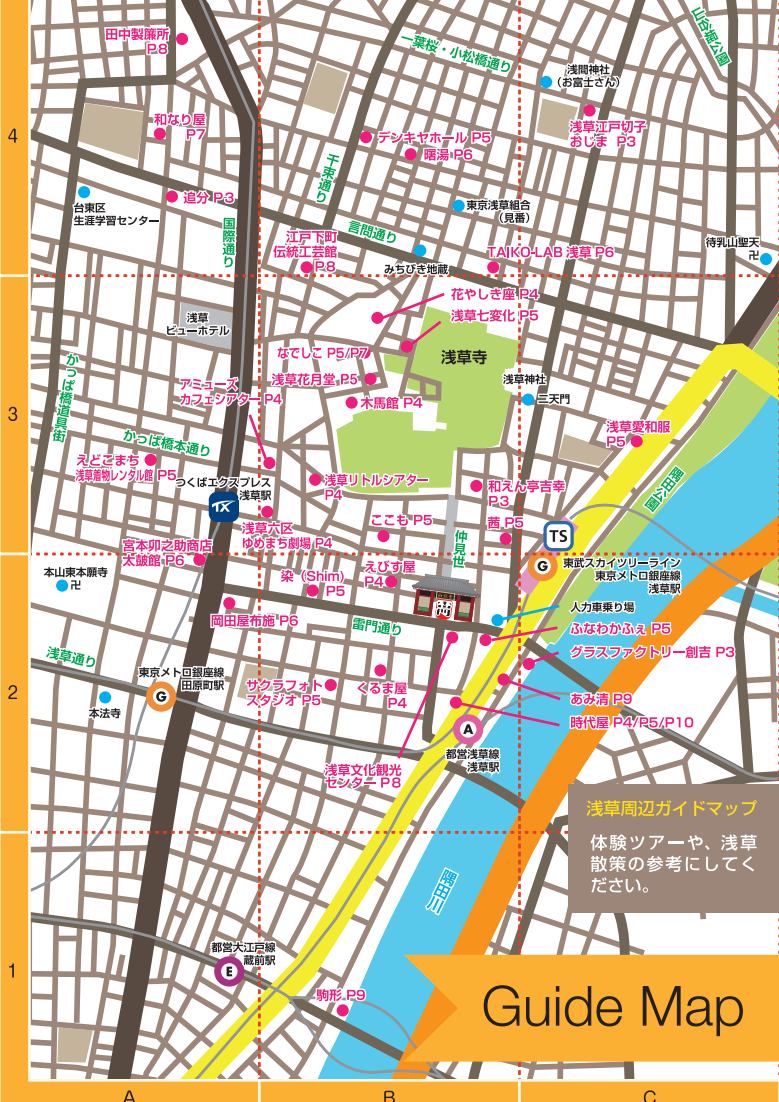 田中製簾所
P8
一葉桜・小松橋通り
山谷堀公園
浅間神社
（お富士さん）
4
和なり屋
P7
浅草江戸切子
おじま P3
デンキヤホール P5
曙湯 P6
千束通り
台東区
生涯学習センター
追分 P3
国際通り
東京浅草組合
（見番）
言問通り
江戸下町
伝統工芸館
P8
みちびき地蔵
TAIKO-LAB 浅草 P6
待乳山聖天
卍
花やしき座 P4
浅草七変化 P5
浅草
ビューホテル
なでしこ P5/P7
浅草寺
かっぱ橋道具街
アミューズ
カフェシアター P4
浅草花月堂 P5
浅草神社
木馬館 P4
二天門
3
浅草愛和服
P5
かっぱ橋本通り
えどこまち
浅草着物レンタル館 P5
つくばエクスプレス
浅草駅
TX
浅草リトルシアター
P4
和えん亭吉幸
P3
隅田公園
浅草六区
ゆめまち劇場 P4
ここも P5
仲見世
茜 P5
TS
宮本卯之助商店
太鼓館 P6
本山東本願寺
卍
染（Shim）
P5
えびす屋
P4
G
東武スカイツリーライン
東京メトロ銀座線
浅草駅
人力車乗り場
岡田屋布施 P6
雷門通り
ふなわかふぇ P5
浅草通り
グラスファクトリー創吉 P3
東京メトロ銀座線
田原町駅
G
2
サクラフォト
スタジオ P5
くるま屋
P4
あみ清 P9
本法寺
時代屋 P4/P5/P10
A
都営浅草線
浅草駅
浅草文化観光
センター P8
浅草周辺ガイドマップ
体験ツアーや、浅草
散策の参考にしてく
ださい。
隅田川
都営大江戸線
蔵前駅
E
1
駒形 P9
Guide Map
A
B
C